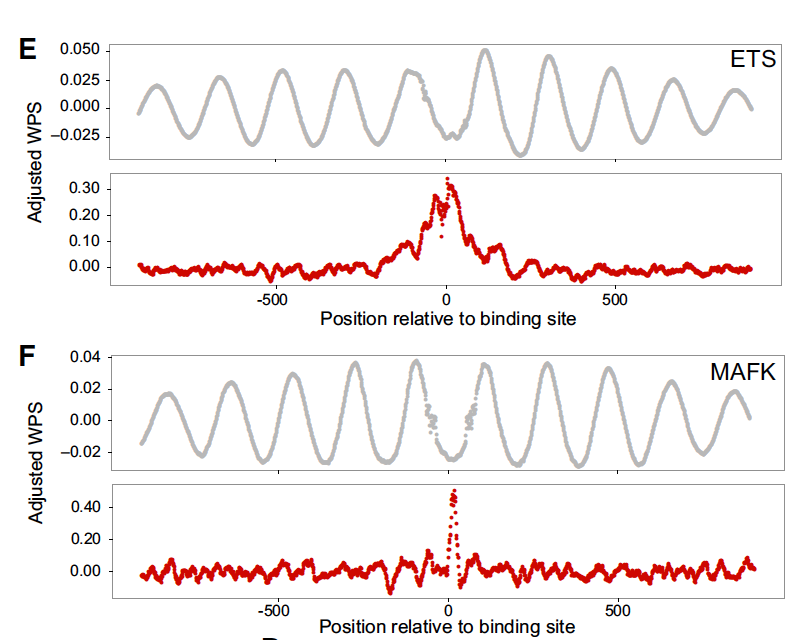 E
ETS
0.050
0.025
0.000
–0.025
Adjusted WPS
0.30
0.20
0.10
0.00
-500 0 500
Position relative to binding site
F
MAFK
0.04
0.02
0.00
–0.02
Adjusted WPS
0.40
0.20
0.00
-500 0 500
Position relative to binding site